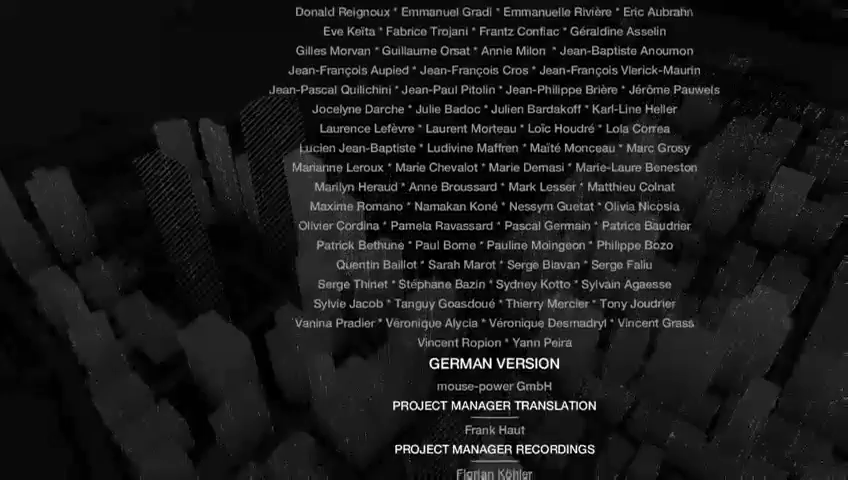 Donald Reignoux * Emmanuel Gradi * Emmanuelle Rivière * Eric Aubrahn
Eve Keïta * Fabrice Trojani * Frantz Confiac * Géraldine Asselin
Gilles Morvan * Guillaume Orsat * Annie Milon * Jean-Baptiste Anoumon
Jean-François Aupied * Jean-François Cros * Jean-François Vlerick-Maurin
Jean-Pascal Quilichini * Jean-Paul Pitolin * Jean-Philippe Brière * Jérôme Pauwels
Jocelyne Darche * Julie Badoc * Julien Bardakoff * Karl-Line Heller
Laurence Lefèvre * Laurent Morteau * Loïc Houdré * Lola Correa
Lucien Jean-Baptiste * Ludivine Maffren * Maïté Monceau * Marc Grosy
Marianne Leroux * Marie Chevalot * Marie Demasi * Marie-Laure Beneston
Marilyn Heraud * Anne Broussard * Mark Lesser * Matthieu Colnat
Maxime Romano * Namakan Koné * Nessym Guetat * Olivia Nicosia
Olivier Cordina * Pamela Ravassard * Pascal Germain * Patrice Baudrier
Patrick Bethune * Paul Borne * Pauline Moingeon * Philippe Bozo
Quentin Baillot * Sarah Marot * Serge Biavan * Serge Faliu
Serge Thinet * Stéphane Bazin * Sydney Kotto * Sylvain Agaesse
Sylvie Jacob * Tanguy Goasdoué * Thierry Mercier * Tony Joudrier
Vanina Pradier * Véronique Alycia * Véronique Desmadryl * Vincent Grass
Vincent Ropion * Yann Peira
GERMAN VERSION
mouse-power GmbH
PROJECT MANAGER TRANSLATION
Frank Haut
PROJECT MANAGER RECORDINGS
Florian Köhler